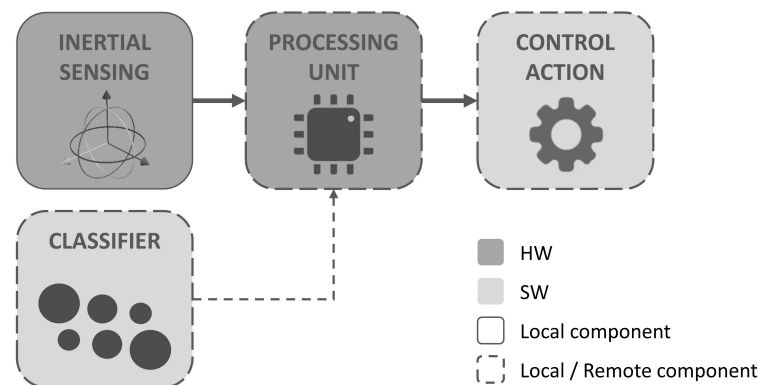 INERTIAL
SENSING
PROCESSING
UNIT
CONTROL
ACTION
CLASSIFIER
HW
SW
Local component
Local / Remote component